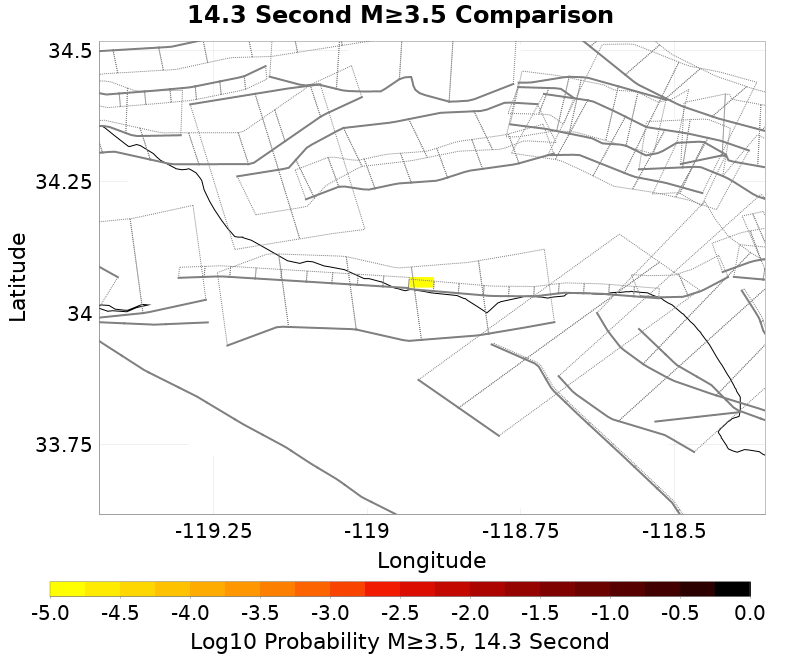 14.3 Second M≥3.5 Comparison
34.5
34.25
34
33.75
Latitude
-119.25 -119 -118.75 -118.5
Longitude
-5.0 -4.5 -4.0 -3.5 -3.0 -2.5 -2.0 -1.5 -1.0 -0.5 0.0
Log10 Probability M≥3.5, 14.3 Second